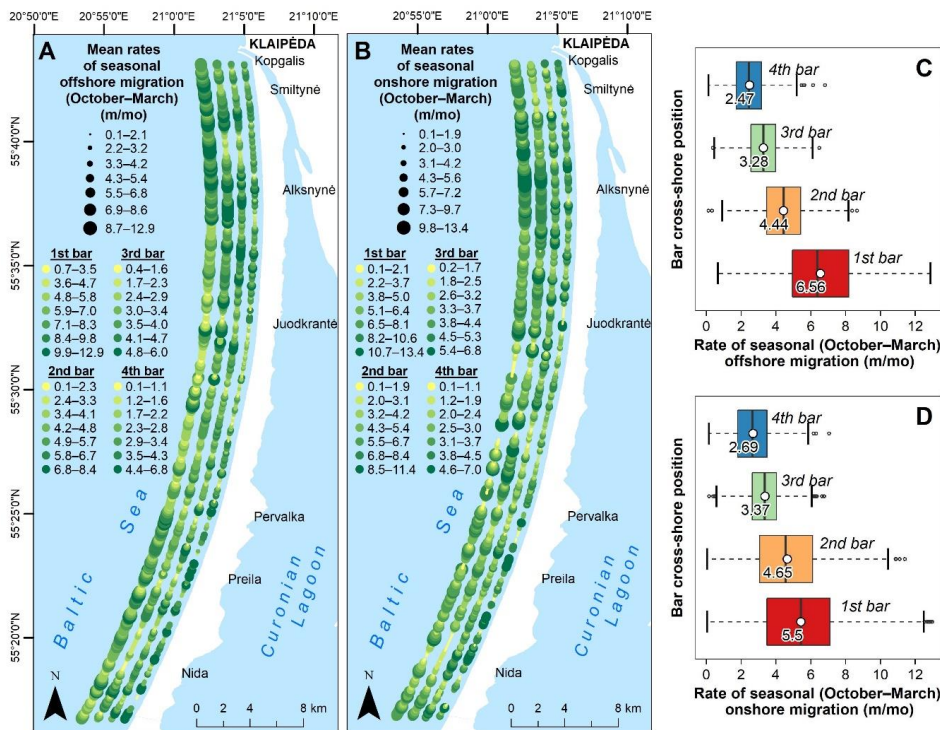 20°50'E 20°55'E 21°00'E 21°5'E 21°10'E
A
Mean rates
of seasonal
offshore migration
(October–March)
(m/mo)
0.1–2.1
2.2–3.2
3.3–4.2
4.3–5.4
5.5–6.8
6.9–8.6
8.7–12.9
1st bar
0.7–3.5
3.6–4.7
4.8–5.8
5.9–7.0
7.1–8.3
8.4–9.8
9.9–12.9
3rd bar
0.4–1.6
1.7–2.3
2.4–2.9
3.0–3.4
3.5–4.0
4.1–4.7
4.8–6.0
2nd bar
0.1–2.3
2.4–3.3
3.4–4.1
4.2–4.8
4.9–5.7
5.8–6.7
6.8–8.4
4th bar
0.1–1.1
1.2–1.6
1.7–2.2
2.3–2.8
2.9–3.4
3.5–4.3
4.4–6.8
KLAIPĖDA
Kopgalis
Smiltynė
Alksnynė
Juodkrantė
Pervalka
Preila
Nida
Baltic Sea
Curonian
Lagoon
N
0 2 4 8 km
55°40'0"N
55°35'0"N
55°30'0"N
55°25'0"N
55°20'0"N
20°55'E 21°00'E 21°5'E 21°10'E
B
Mean rates
of seasonal
onshore migration
(October–March)
(m/mo)
0.1–1.9
2.0–3.0
3.1–4.2
4.3–5.6
5.7–7.2
7.3–9.7
9.8–13.4
1st bar
0.1–2.1
2.2–3.7
3.8–5.0
5.1–6.4
6.5–8.1
8.2–10.6
10.7–13.4
3rd bar
0.2–1.7
1.8–2.5
2.6–3.2
3.3–3.7
3.8–4.4
4.5–5.3
5.4–6.8
2nd bar
0.1–1.9
2.0–3.1
3.2–4.2
4.3–5.4
5.5–6.7
6.8–8.4
8.5–11.4
4th bar
0.1–1.1
1.2–1.9
2.0–2.4
2.5–3.0
3.1–3.7
3.8–4.5
4.6–7.0
KLAIPĖDA
Kopgalis
Smiltynė
Alksnynė
Juodkrantė
Pervalka
Preila
Nida
Baltic Sea
Curonian
Lagoon
N
0 2 4 8 km
C
4th bar
2.47
3rd bar
3.28
2nd bar
4.44
1st bar
6.56
Bar cross-shore position
0 2 4 6 8 10 12
Rate of seasonal (October–March)
offshore migration (m/mo)
D
4th bar
2.69
3rd bar
3.37
2nd bar
4.65
1st bar
5.5
Bar cross-shore position
0 2 4 6 8 10 12
Rate of seasonal (October–March)
onshore migration (m/mo)